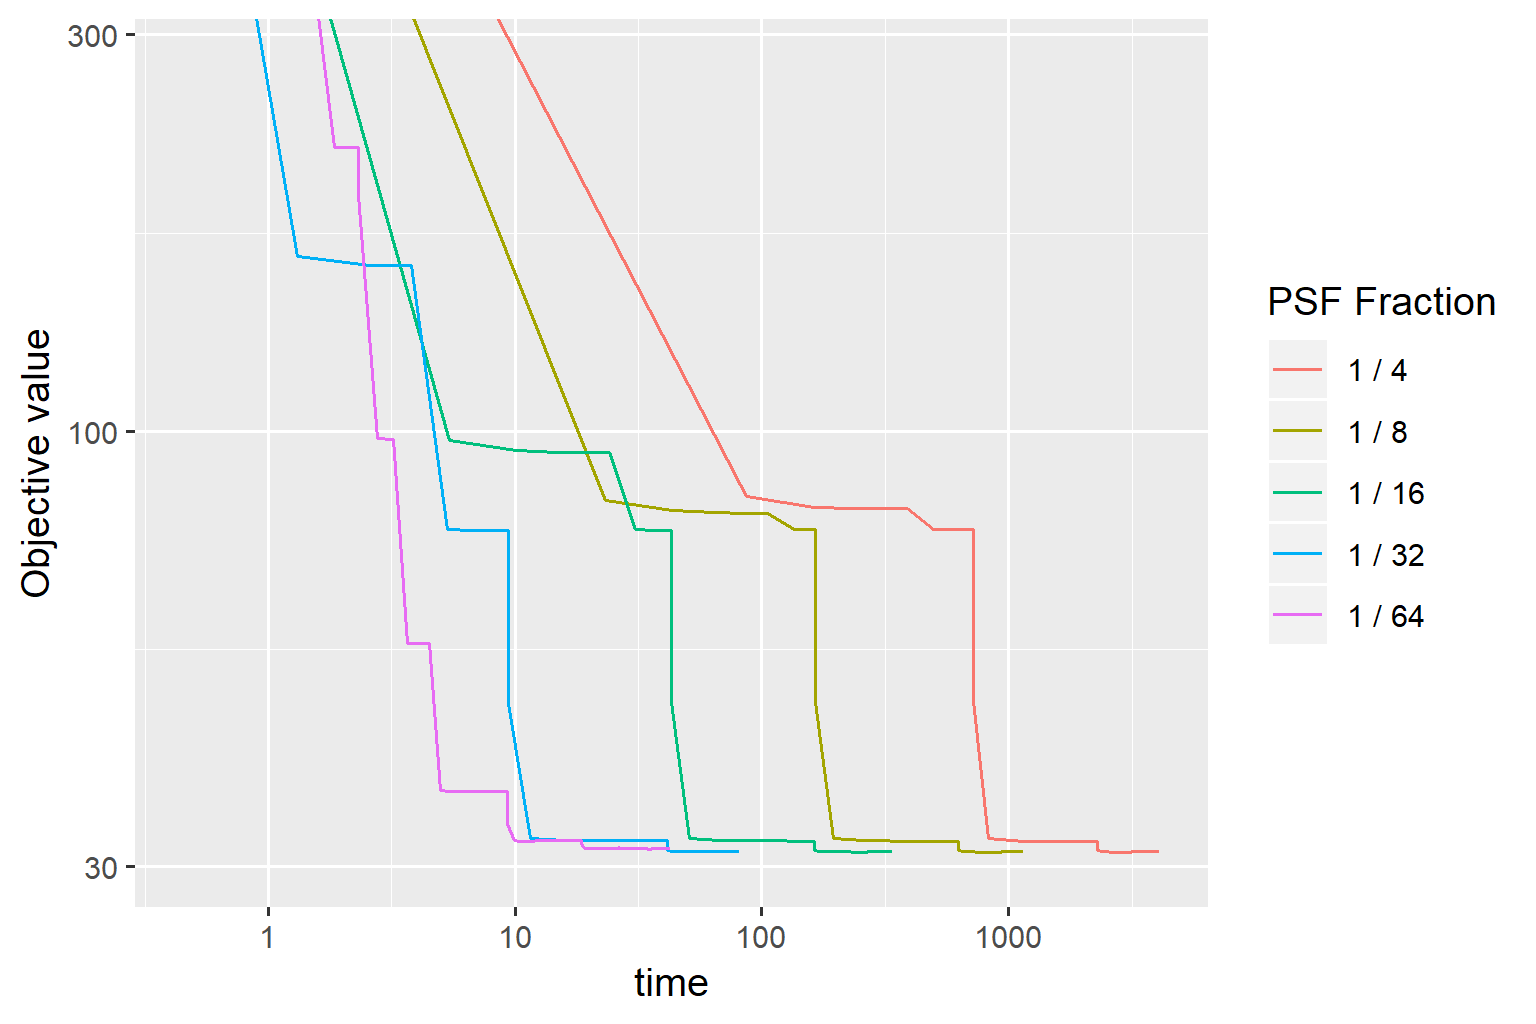 300
100
30
Objective value
1
10
100
1000
time
PSF Fraction
1 / 4
1 / 8
1 / 16
1 / 32
1 / 64